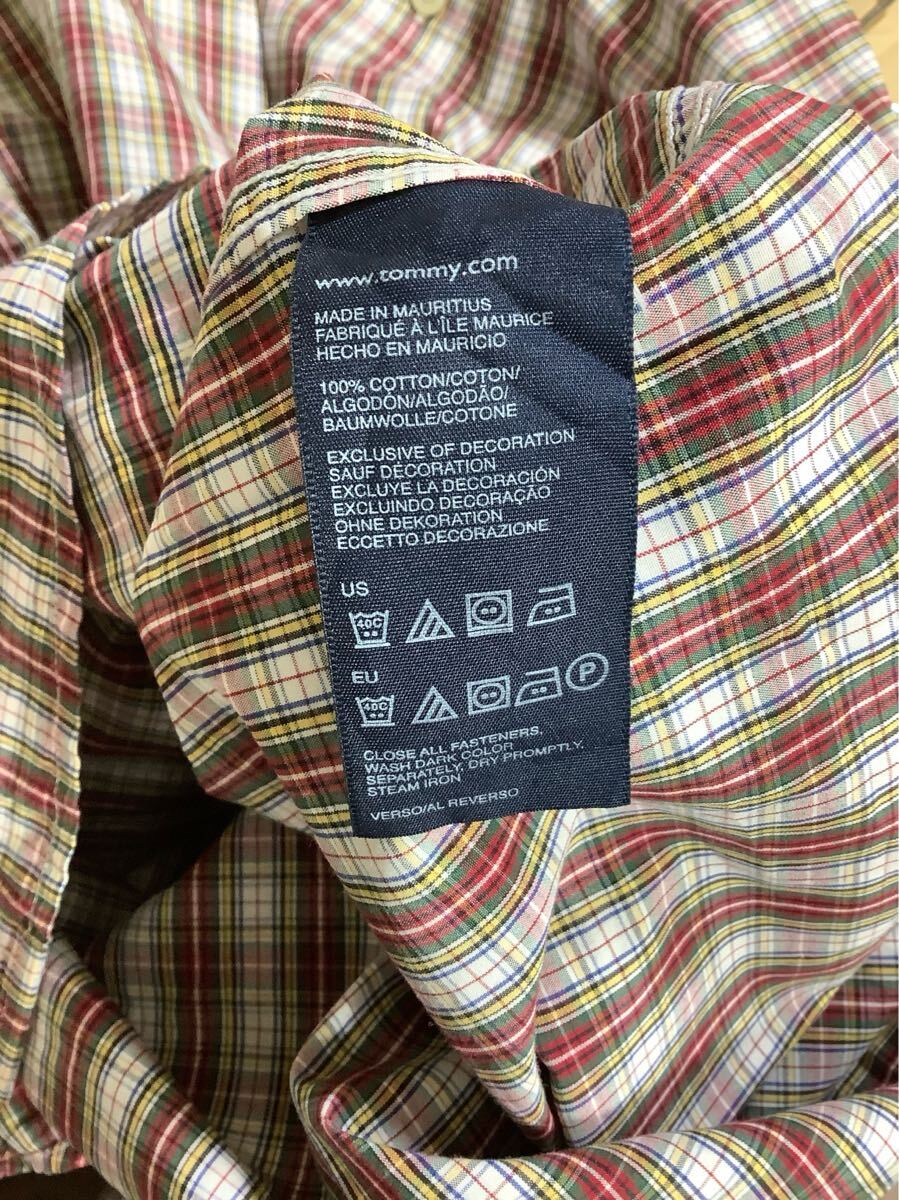 www.tommy.com
MADE IN MAURITIUS
FABRIQUÉ À L'ÎLE MAURICE
HECHO EN MAURICIO
100% COTTON/COTON/
ALGODÓN/ALGODÃO/
BAUMWOLLE/COTONE
EXCLUSIVE OF DECORATION
SAUF DÉCORATION
EXCLUYE LA DECORACIÓN
EXCLUINDO DECORAÇÃO
OHNE DEKORATION
ECCETTO DECORAZIONE
US
40C
EU
40C P
CLOSE ALL FASTENERS.
WASH DARK COLOR
SEPARATELY. DRY PROMPTLY.
STEAM IRON
VERSO/AL REVERSO